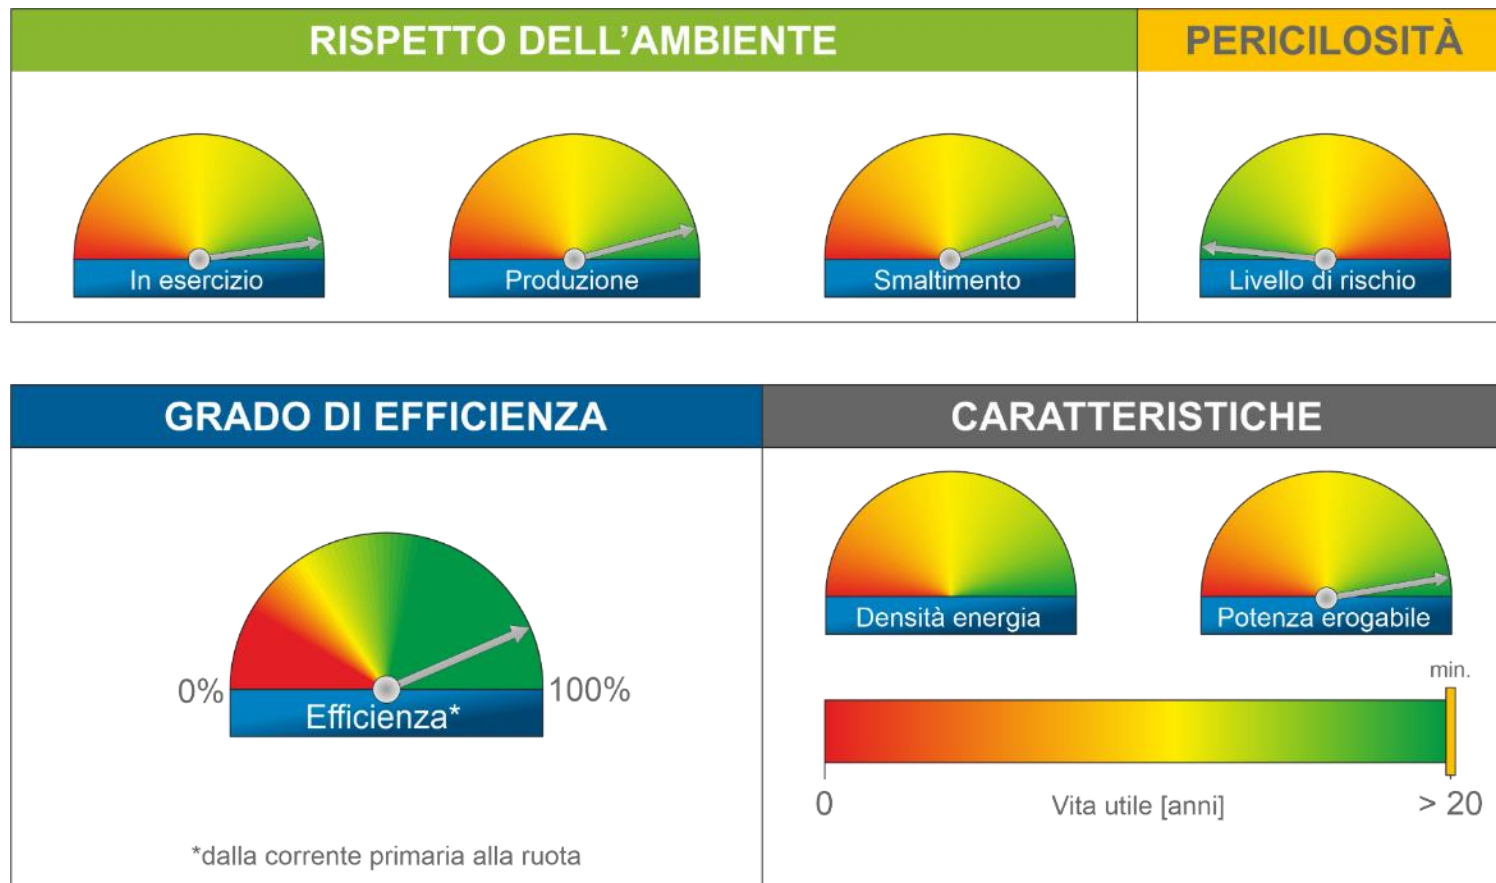 RISPETTO DELL’AMBIENTE
PERICILOSITÀ
In esercizio
Produzione
Smaltimento
Livello di rischio
GRADO DI EFFICIENZA
CARATTERISTICHE
Densità energia
Potenza erogabile
0%
100%
Efficienza*
min.
0
Vita utile [anni]
> 20
*dalla corrente primaria alla ruota